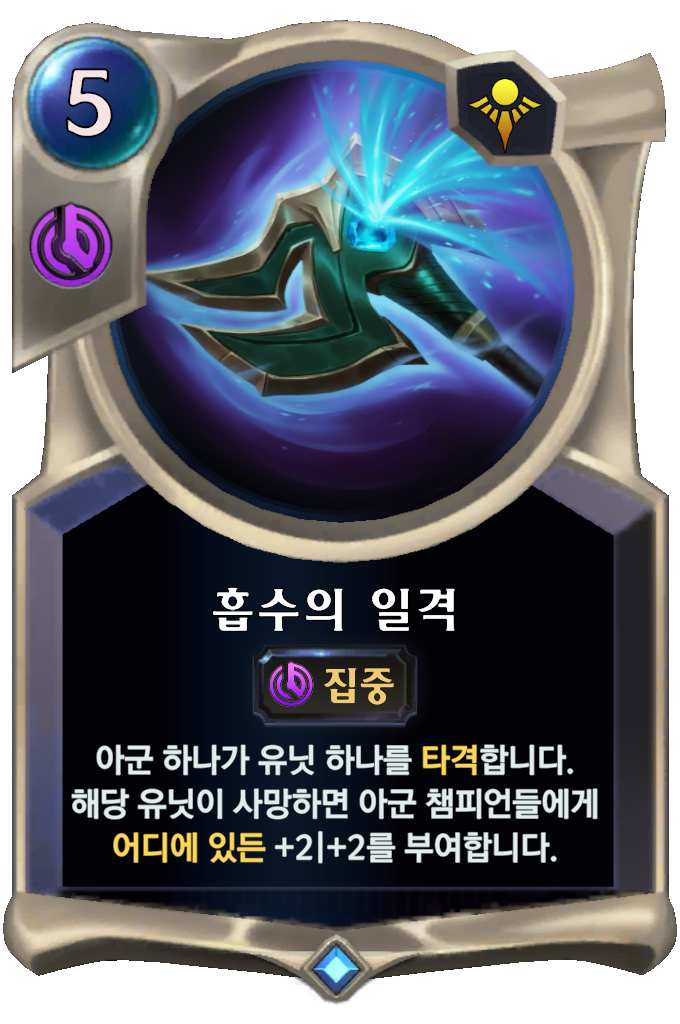 5
흡수의 일격
집중
아군 하나가 유닛 하나를 타격합니다.
해당 유닛이 사망하면 아군 챔피언들에게
어디에 있든 +2|+2를 부여합니다.